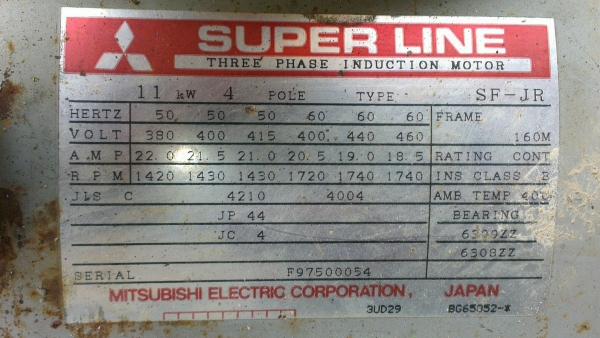 SUPER LINE
THREE PHASE INDUCTION MOTOR
11 kW 4 POLE TYPE SF-JR
HERTZ 50 50 50 60 60 60 FRAME
VOLT 380 400 415 400 440 460 160M
AMP 22.0 21.5 21.0 20.5 19.0 18.5 RATING CONT
RPM 1420 1430 1430 1720 1740 1740 INS CLASS B
C 4210 4004 AMB TEMP 40C
JP 44 BEARING
JC 4 6309ZZ
6308ZZ
SERIAL F97500054
MITSUBISHI ELECTRIC CORPORATION, JAPAN
3UD29 BG65052-*